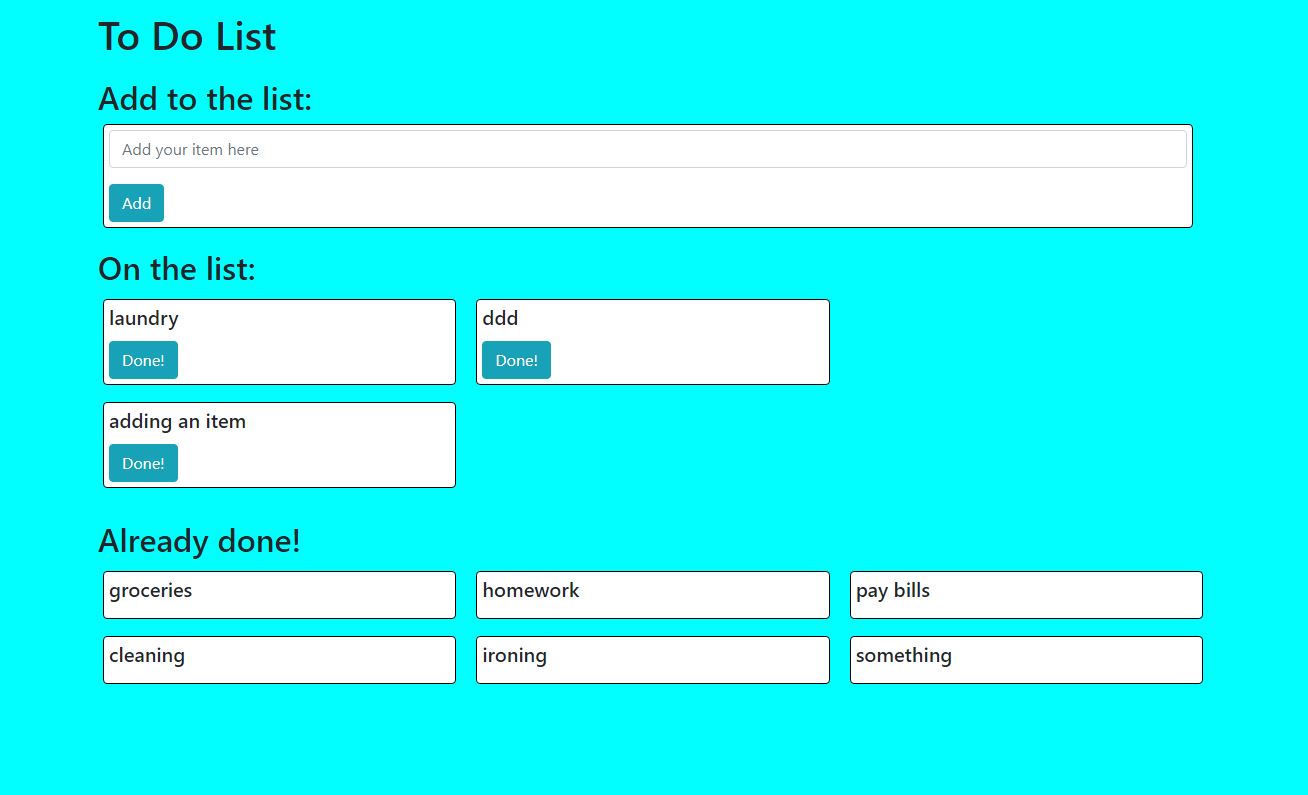 To Do List
Add to the list:
Add your item here
Add
On the list:
laundry
Done!
ddd
Done!
adding an item
Done!
Already done!
groceries
homework
pay bills
cleaning
ironing
something